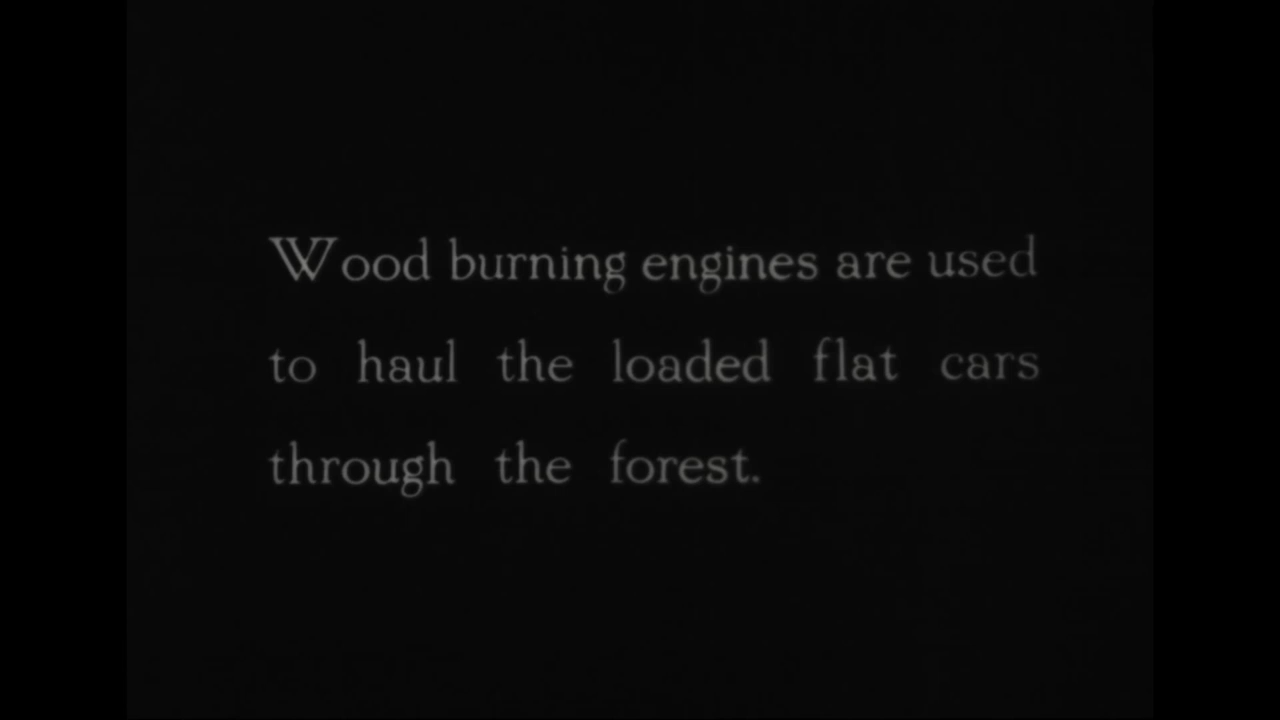 Wood burning engines are used
to haul the loaded flat cars
through the forest.